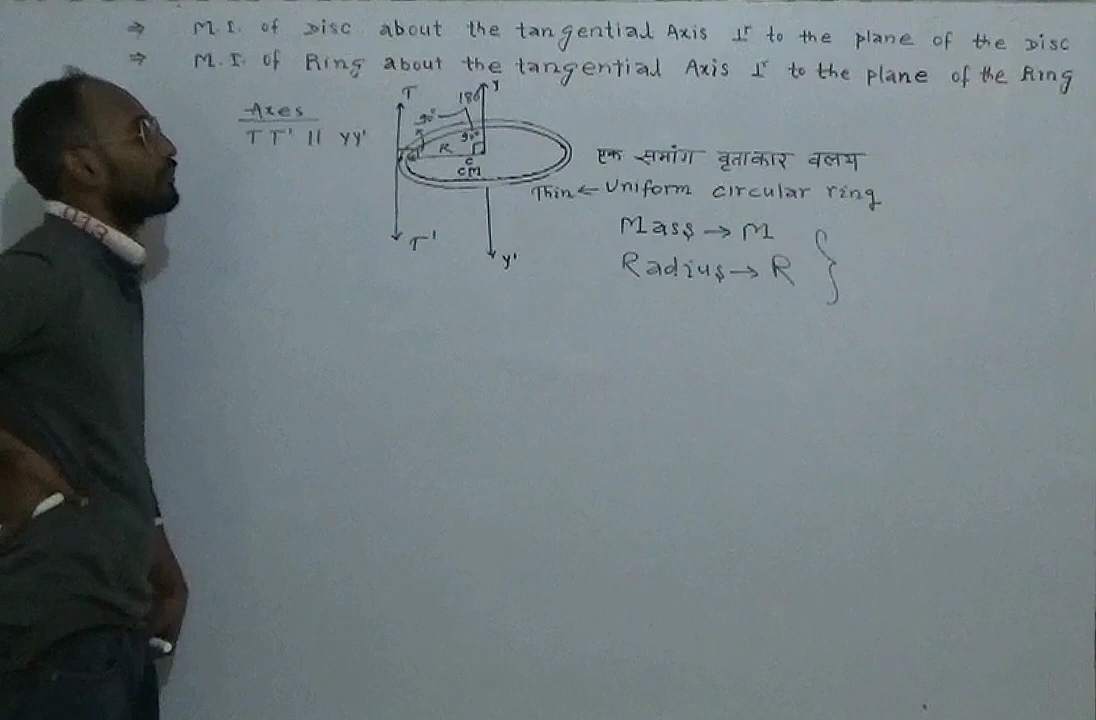 ⇒ M.I. of Disc about the tangential Axis ⊥r to the plane of the Disc
⇒ M.I. of Ring about the tangential Axis ⊥r to the plane of the Ring
Axes
TT' || YY'
T
180°
Y
90°
90°
R
C
CM
T'
Y'
एक समांग वृताकार वलय
Thin ← Uniform circular ring
Mass → M
Radius → R }